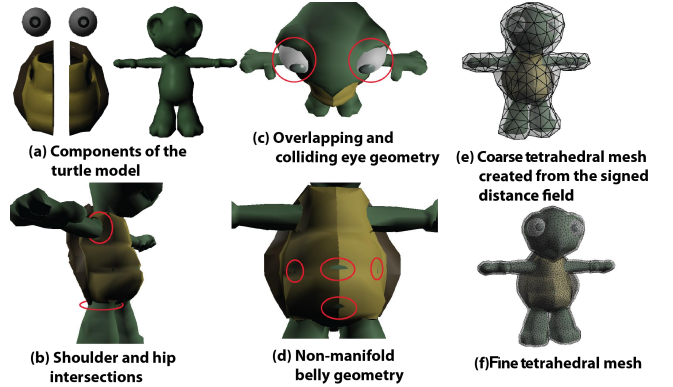 (a) Components of the
turtle model
(b) Shoulder and hip
intersections
(c) Overlapping and
colliding eye geometry
(d) Non-manifold
belly geometry
(e) Coarse tetrahedral mesh
created from the signed
distance field
(f)Fine tetrahedral mesh